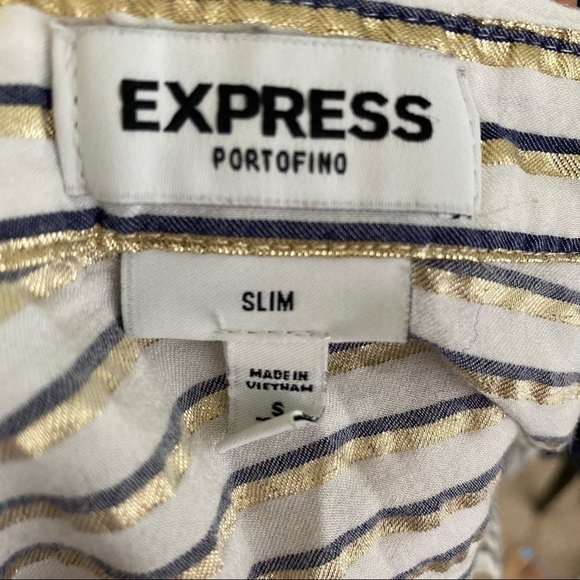 EXPRESS
PORTOFINO
SLIM
MADE IN
VIETNAM
S